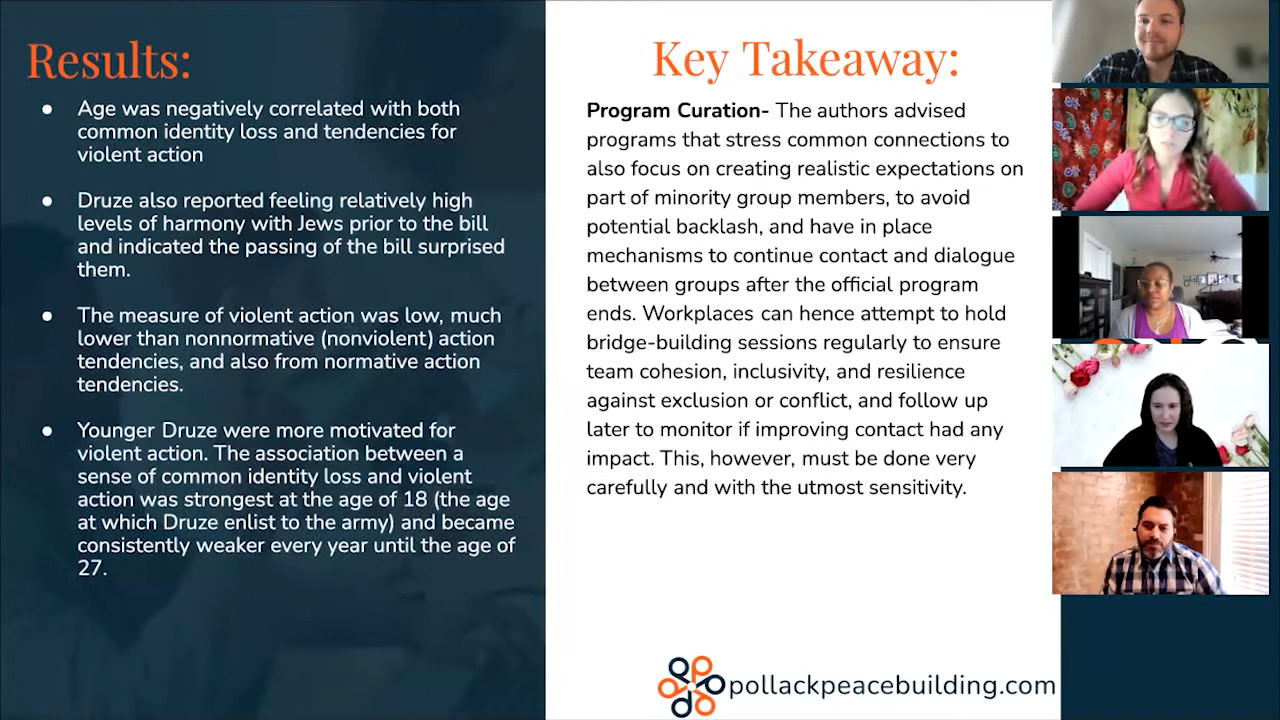 Results:
● Age was negatively correlated with both
common identity loss and tendencies for
violent action
● Druze also reported feeling relatively high
levels of harmony with Jews prior to the bill
and indicated the passing of the bill surprised
them.
● The measure of violent action was low, much
lower than nonnormative (nonviolent) action
tendencies, and also from normative action
tendencies.
● Younger Druze were more motivated for
violent action. The association between a
sense of common identity loss and violent
action was strongest at the age of 18 (the age
at which Druze enlist to the army) and became
consistently weaker every year until the age of
27.
Key Takeaway:
Program Curation- The authors advised
programs that stress common connections to
also focus on creating realistic expectations on
part of minority group members, to avoid
potential backlash, and have in place
mechanisms to continue contact and dialogue
between groups after the official program
ends. Workplaces can hence attempt to hold
bridge-building sessions regularly to ensure
team cohesion, inclusivity, and resilience
against exclusion or conflict, and follow up
later to monitor if improving contact had any
impact. This, however, must be done very
carefully and with the utmost sensitivity.
pollackpeacebuilding.com